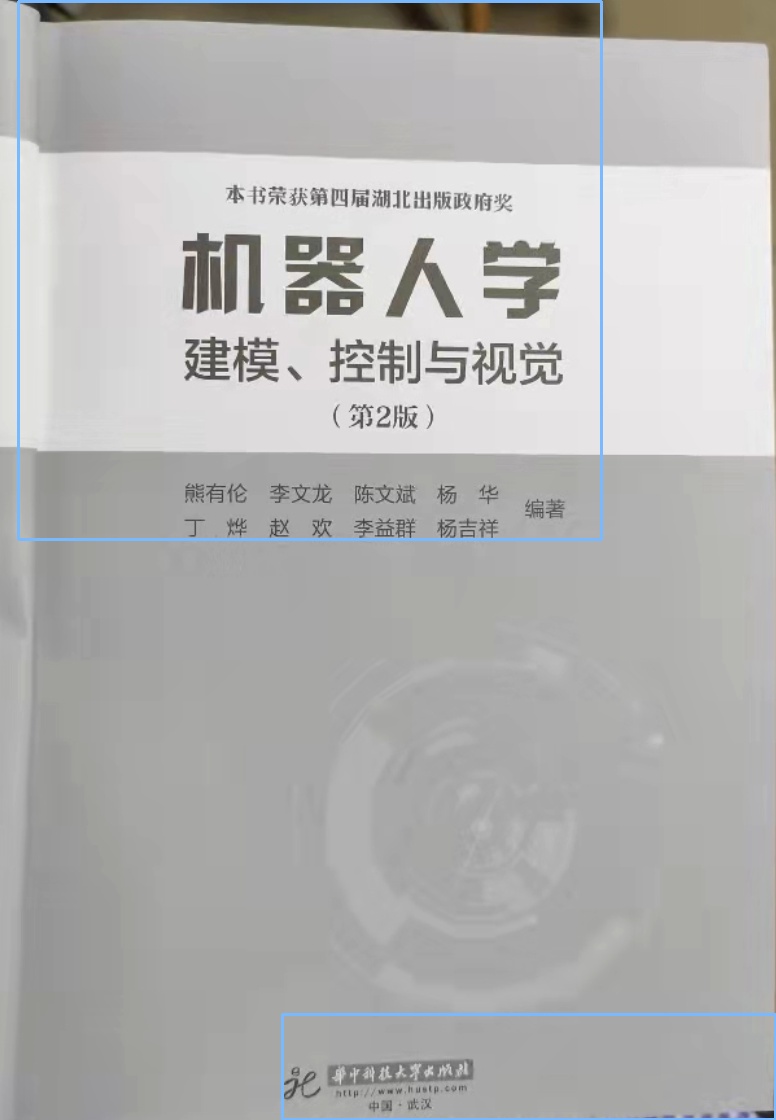 本书荣获第四届湖北出版政府奖
机器人学
建模、控制与视觉
（第2版）
熊有伦 李文龙 陈文斌 杨 华
丁 烨 赵 欢 李益群 杨吉祥 编著
华中科技大学出版社
http://www.hustp.com
中国·武汉